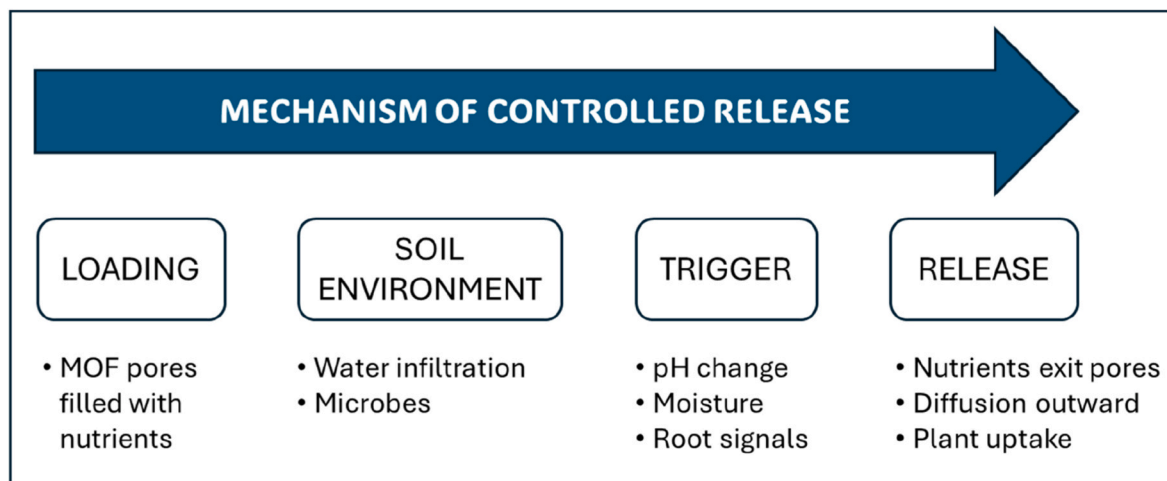 MECHANISM OF CONTROLLED RELEASE
LOADING
• MOF pores
filled with
nutrients
SOIL
ENVIRONMENT
• Water infiltration
• Microbes
TRIGGER
• pH change
• Moisture
• Root signals
RELEASE
• Nutrients exit pores
• Diffusion outward
• Plant uptake